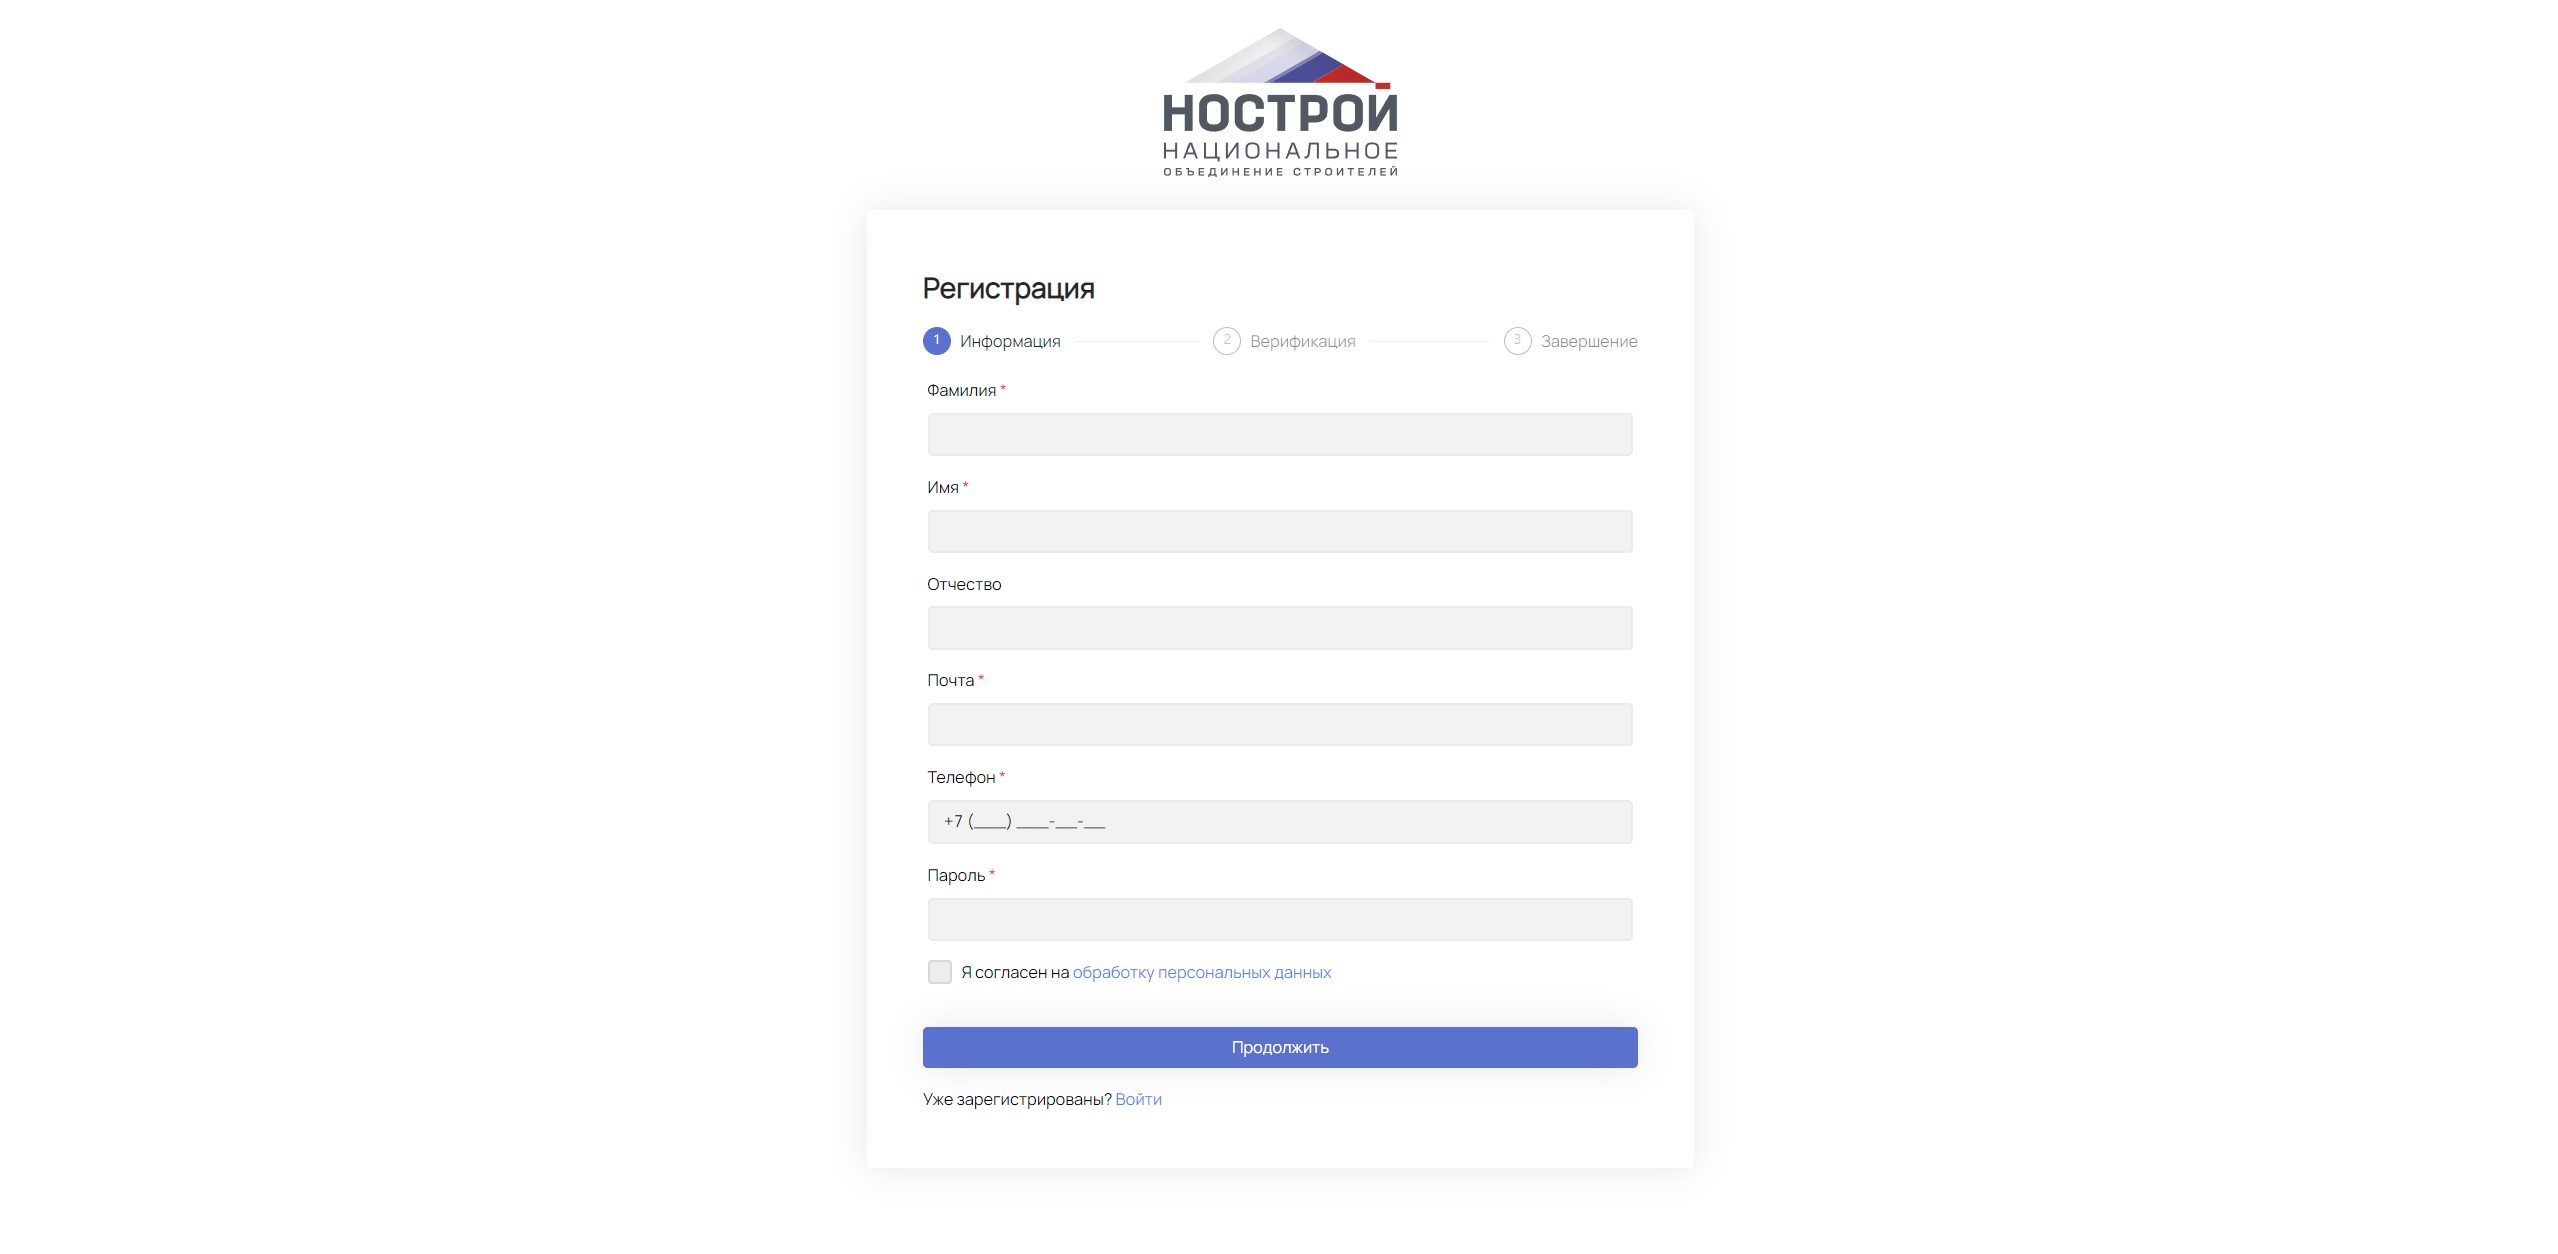 НОСТРОЙ
НАЦИОНАЛЬНОЕ
ОБЪЕДИНЕНИЕ СТРОИТЕЛЕЙ
Регистрация
1 Информация 2 Верификация 3 Завершение
Фамилия *
Имя *
Отчество
Почта *
Телефон *
+7 (___) ___-__-__
Пароль *
Я согласен на обработку персональных данных
Продолжить
Уже зарегистрированы? Войти